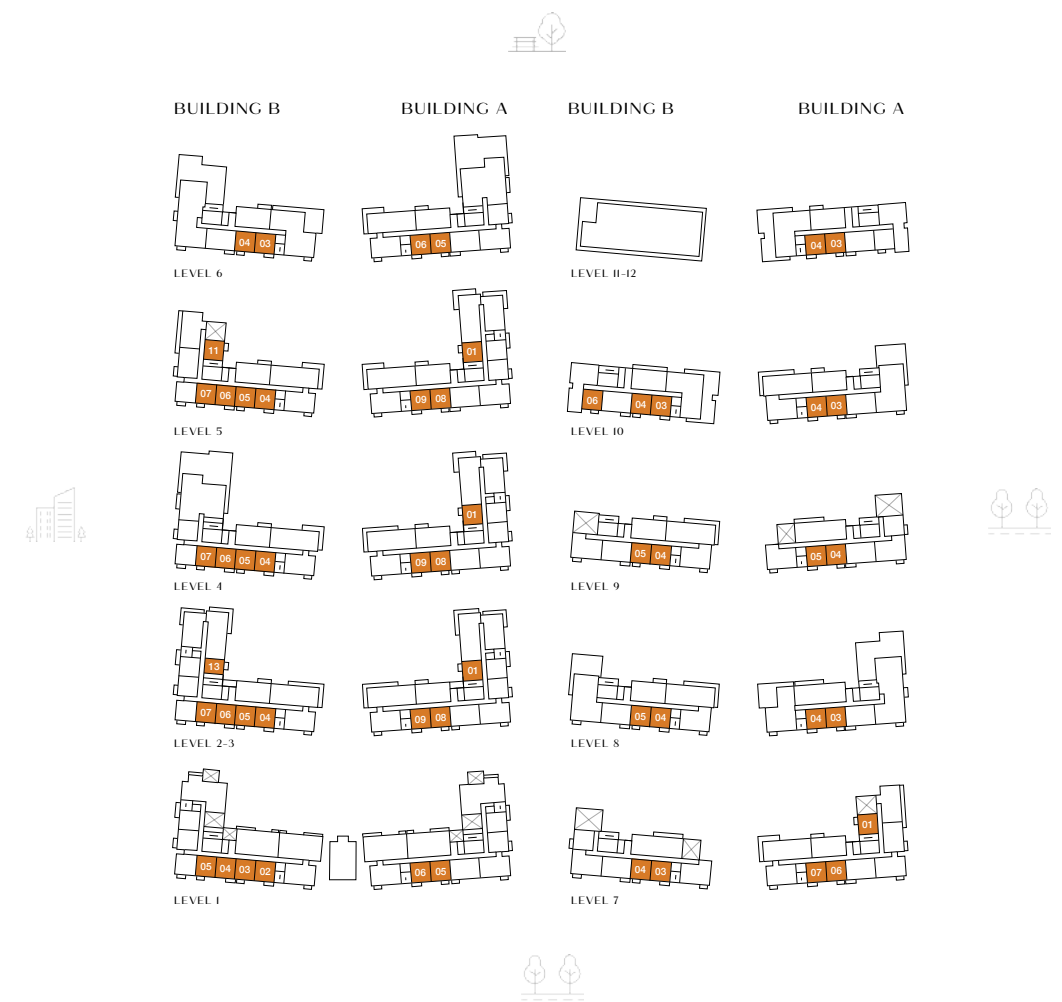 BUILDING B BUILDING A BUILDING B BUILDING A
04 03 06 05 04 03
LEVEL 6 LEVEL 11-12
11 01
07 06 05 04 09 08 06 04 03 04 03
LEVEL 5 LEVEL 10
01
07 06 05 04 09 08 05 04 05 04
LEVEL 4 LEVEL 9
13 01
07 06 05 04 09 08 05 04 04 03
LEVEL 2-3 LEVEL 8
01
05 04 03 02 06 05 04 03 07 06
LEVEL 1 LEVEL 7